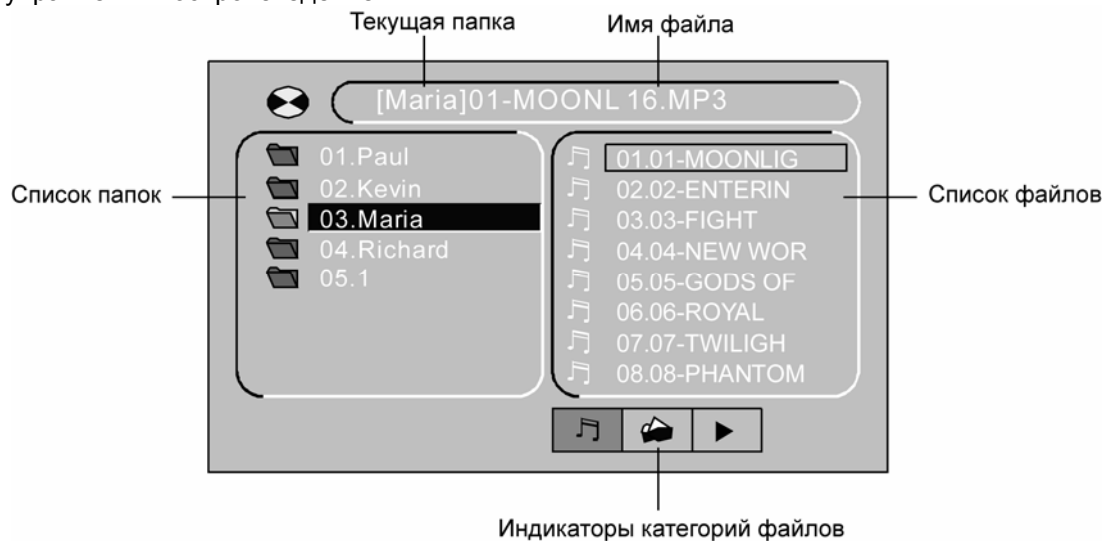 Текущая папка
Имя файла
[Maria]01-MOONL 16.MP3
Список папок
01.Paul
02.Kevin
03.Maria
04.Richard
05.1
01.01-MOONLIG
02.02-ENTERIN
03.03-FIGHT
04.04-NEW WOR
05.05-GODS OF
06.06-ROYAL
07.07-TWILIGH
08.08-PHANTOM
Список файлов
Индикаторы категорий файлов